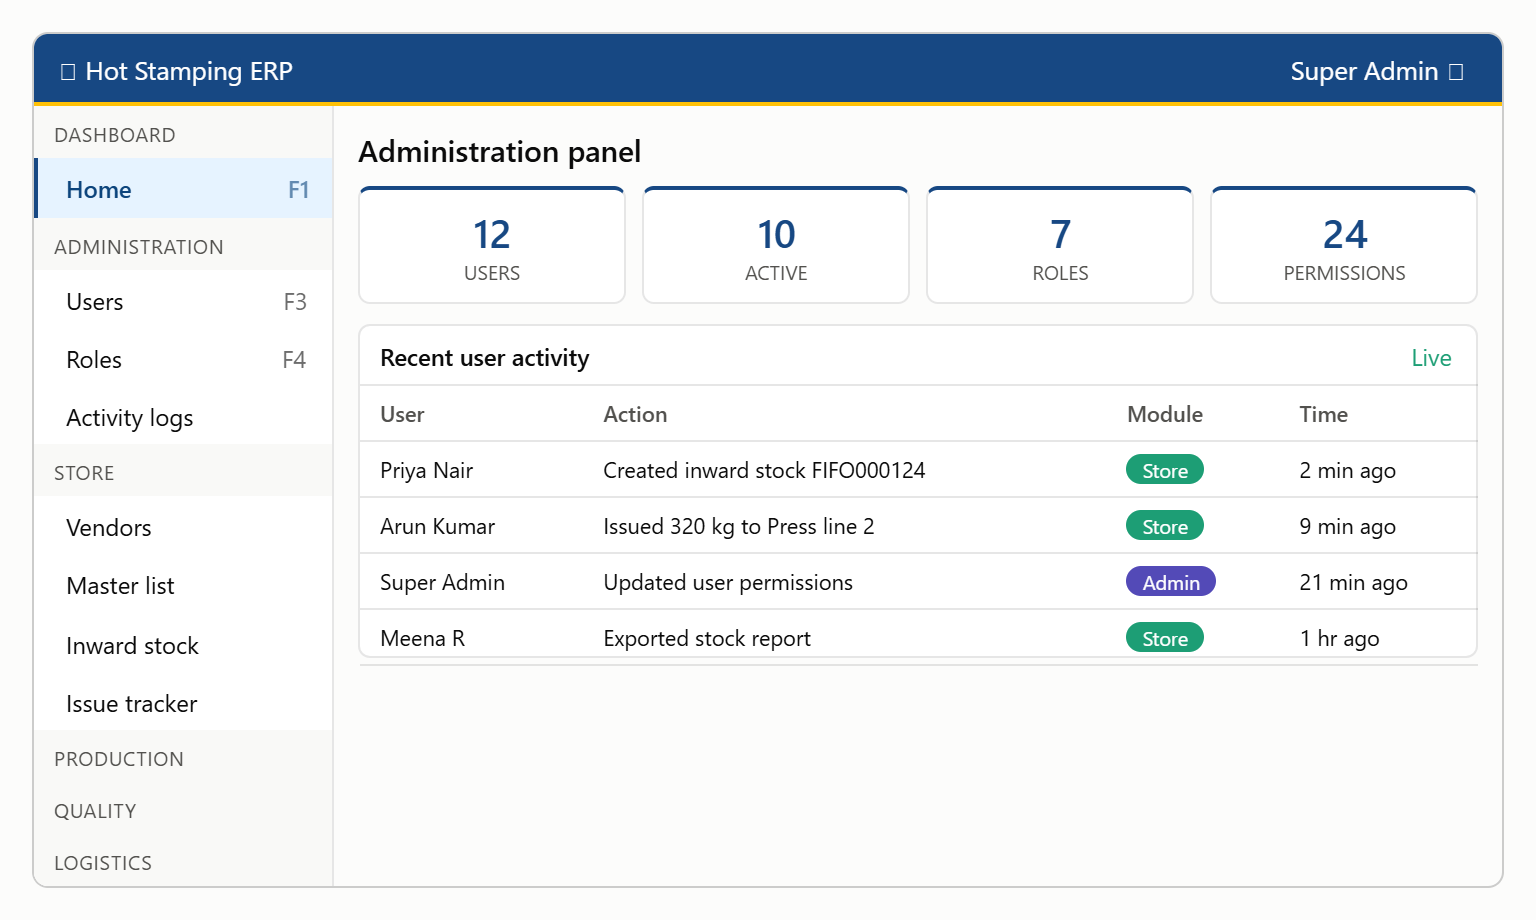 Hot Stamping ERP
Super Admin
DASHBOARD
Home F1
ADMINISTRATION
Users F3
Roles F4
Activity logs
STORE
Vendors
Master list
Inward stock
Issue tracker
PRODUCTION
QUALITY
LOGISTICS
Administration panel
12
USERS
10
ACTIVE
7
ROLES
24
PERMISSIONS
Recent user activity Live
User Action Module Time
Priya Nair Created inward stock FIFO000124 Store 2 min ago
Arun Kumar Issued 320 kg to Press line 2 Store 9 min ago
Super Admin Updated user permissions Admin 21 min ago
Meena R Exported stock report Store 1 hr ago